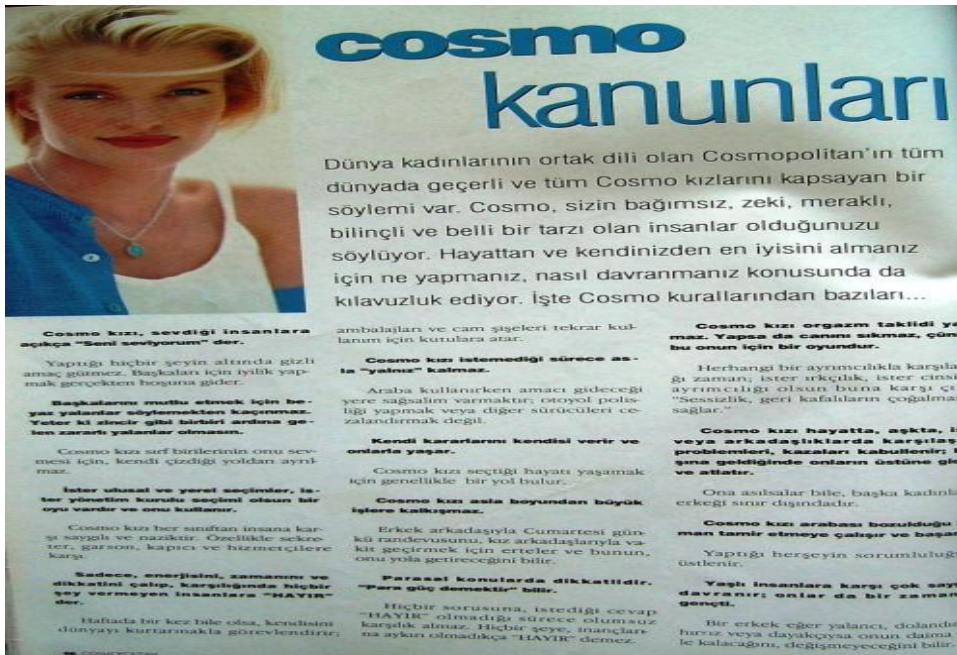 cosmo
kanunları
Dünya kadınlarının ortak dili olan Cosmopolitan'ın tüm
dünyada geçerli ve tüm Cosmo kızlarını kapsayan bir
söylemi var. Cosmo, sizin bağımsız, zeki, meraklı,
bilinçli ve belli bir tarzı olan insanlar olduğunuzu
söylüyor. Hayattan ve kendinizden en iyisini almanız
için ne yapmanız, nasıl davranmanız konusunda da
kılavuzluk ediyor. İşte Cosmo kurallarından bazıları...
Cosmo kızı, sevdiği insanlara
açıkça "Seni seviyorum" der.
Yaptığı hiçbir şeyin altında gizli
amaç gütmez. Başkaları için iyilik yap-
mak gerçekten hoşuna gider.
Başkalarını mutlu etmek için be-
yaz yalanlar söylemekten kaçınmaz.
Yeter ki zincir gibi birbiri ardına ge-
len zararlı yalanlar olmasın.
Cosmo kızı sırf birilerinin onu sev-
mesi için, kendi çizdiği yoldan ayrıl-
maz.
İster ulusal ve yerel seçimler, is-
ter yönetim kurulu seçimi olsun bir
oyu vardır ve onu kullanır.
Cosmo kızı her sınıftan insana kar-
şı saygılı ve naziktir. Özellikle sekre-
ter, garson, kapıcı ve hizmetçilere
karşı.
Sadece, enerjisini, zamanını ve
dikkatini çalıp, karşılığında hiçbir
şey vermeyen insanlara "HAYIR"
der.
Haftada bir kez bile olsa, kendisini
dünyayı kurtarmakla görevlendirir;
COSMOPOLITAN
ambalajları ve cam şişeleri tekrar kul-
lanım için kutulara atar.
Cosmo kızı istemediği sürece as-
la "yalnız" kalmaz.
Araba kullanırken amacı gideceği
yere sağsalim varmaktır; otoyol polis-
liği yapmak veya diğer sürücüleri ce-
zalandırmak değil.
Kendi kararlarını kendisi verir ve
onlarla yaşar.
Cosmo kızı seçtiği hayatı yaşamak
için genellikle bir yol bulur.
Cosmo kızı asla boyundan büyük
işlere kalkışmaz.
Erkek arkadaşıyla Cumartesi gün-
kü randevusunu, kız arkadaşlarıyla va-
kit geçirmek için erteler ve bunun,
onu yola getireceğini bilir.
Parasal konularda dikkatlidir.
"Para güç demektir" bilir.
Hiçbir sorusuna, istediği cevap
"HAYIR" olmadığı sürece olumsuz
karşılık almaz. Hiçbir şeye, inançları-
na aykırı olmadıkça "HAYIR" demez.
Cosmo kızı orgazm taklidi ya
maz. Yapsa da canını sıkmaz, çün
bu onun için bir oyundur.
Herhangi bir ayrımcılıkla karşıla
ğı zaman; ister ırkçılık, ister cinsi
ayrımcılığı olsun buna karşı çı
"Sessizlik, geri kafalıların çoğalma
sağlar."
Cosmo kızı hayatta, aşkta, i
veya arkadaşlıklarda karşılaş
problemleri, kazaları kabullenir;
şına geldiğinde onların üstüne gi
ve atlatır.
Ona asılsalar bile, başka kadınla
erkeği sınır dışındadır.
Cosmo kızı arabası bozulduğu
man tamir etmeye çalışır ve başa
Yaptığı herşeyin sorumluluğu
üstlenir.
Yaşlı insanlara karşı çok say
davranır; onlar da bir zaman
gençti.
Bir erkek eğer yalancı, dolandı
hırsız veya dayakçıysa onun daima
le kalacağını, değişmeyeceğini bilir.